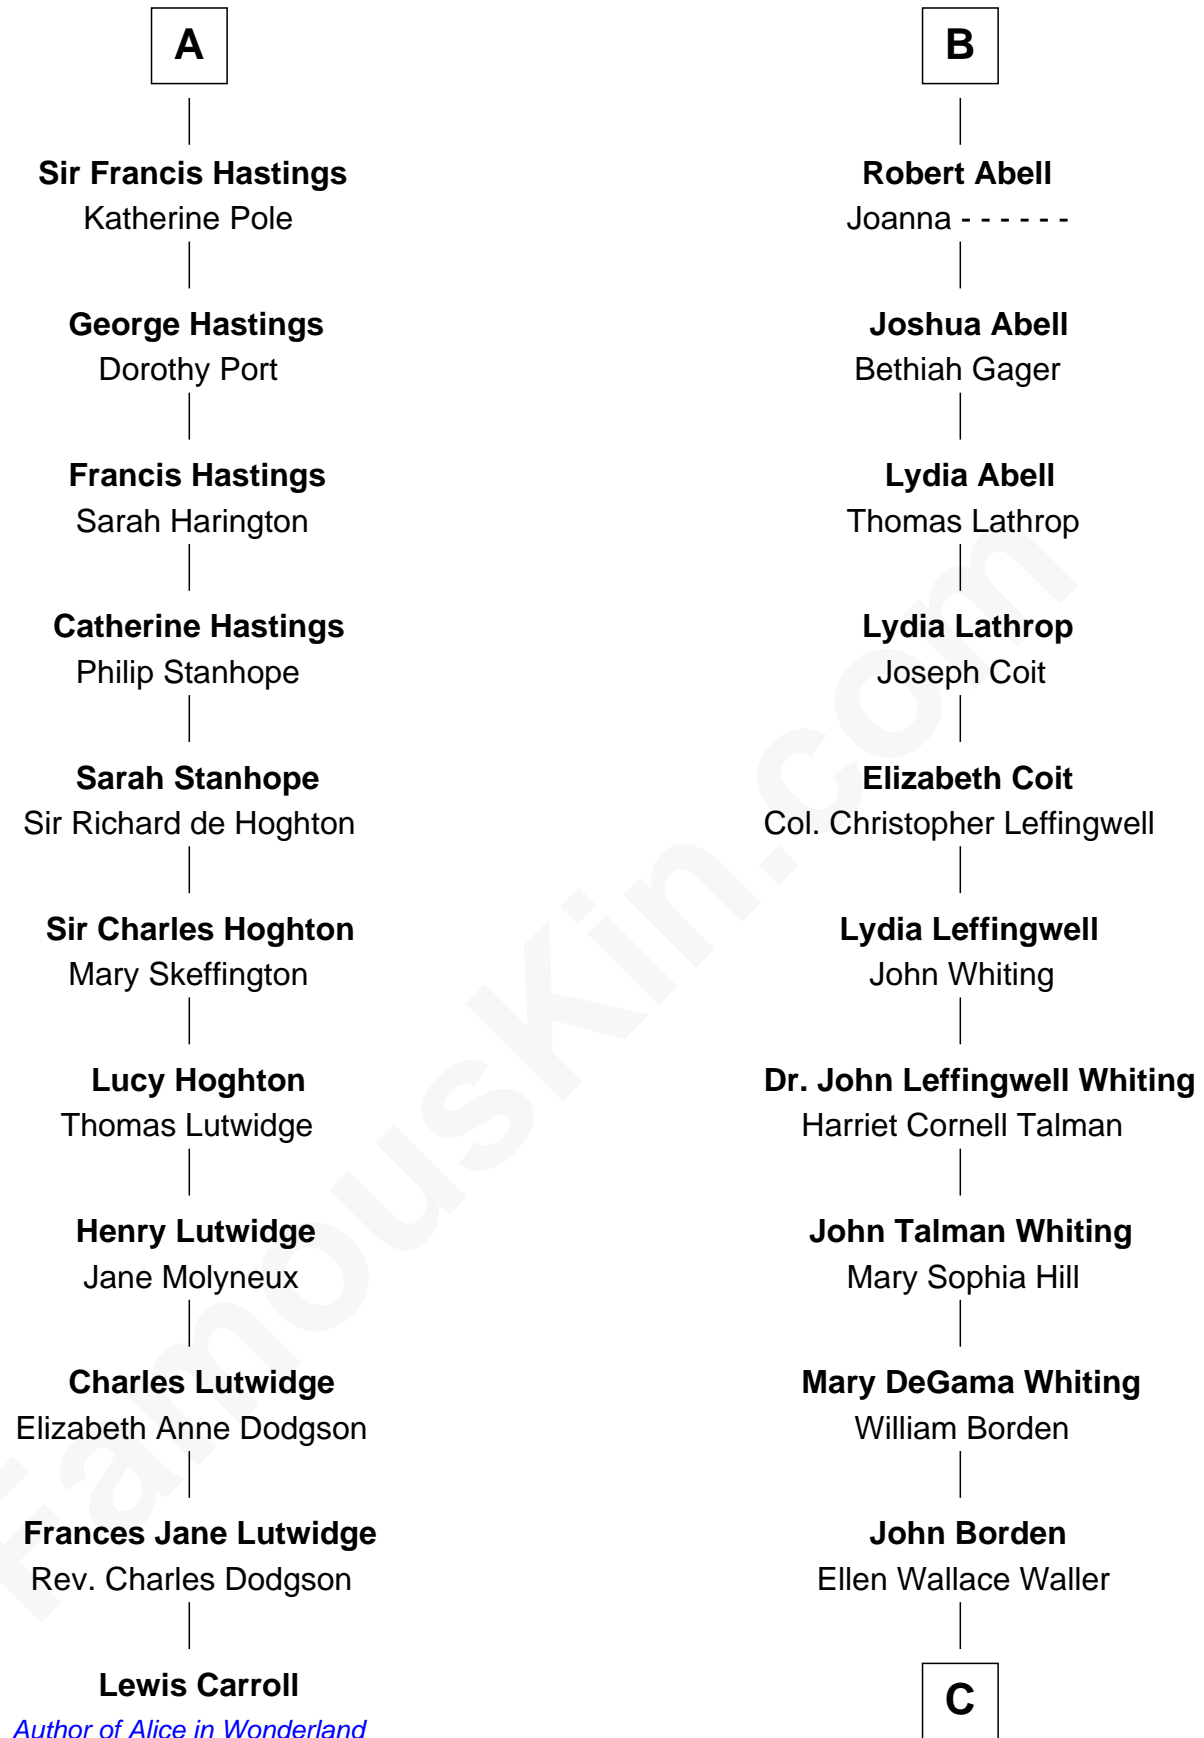 A
Sir Francis Hastings
Katherine Pole
George Hastings
Dorothy Port
Francis Hastings
Sarah Harington
Catherine Hastings
Philip Stanhope
Sarah Stanhope
Sir Richard de Hoghton
Sir Charles Hoghton
Mary Skeffington
Lucy Hoghton
Thomas Lutwidge
Henry Lutwidge
Jane Molyneux
Charles Lutwidge
Elizabeth Anne Dodgson
Frances Jane Lutwidge
Rev. Charles Dodgson
Lewis Carroll
Author of Alice in Wonderland
B
Robert Abell
Joanna - - - - - -
Joshua Abell
Bethiah Gager
Lydia Abell
Thomas Lathrop
Lydia Lathrop
Joseph Coit
Elizabeth Coit
Col. Christopher Leffingwell
Lydia Leffingwell
John Whiting
Dr. John Leffingwell Whiting
Harriet Cornell Talman
John Talman Whiting
Mary Sophia Hill
Mary DeGama Whiting
William Borden
John Borden
Ellen Wallace Waller
C
FamousKin.com